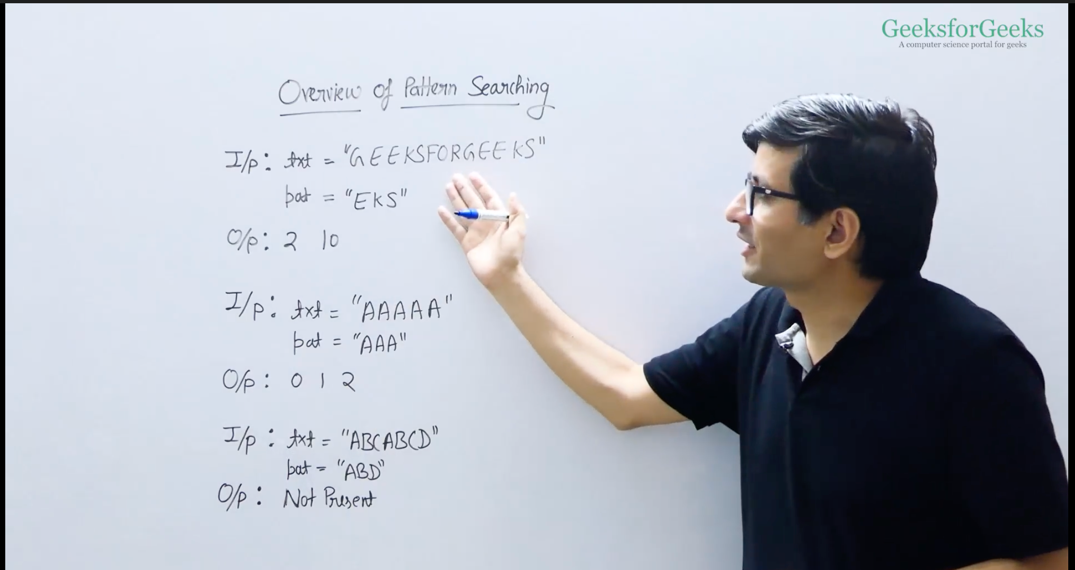 GeeksforGeeks
A computer science portal for geeks
Overview of Pattern Searching
I/p: txt = "GEEKSFORGEEKS"
pat = "EKS"
O/p: 2 10
I/p: txt = "AAAAA"
pat = "AAA"
O/p: 0 1 2
I/p: txt = "ABCABCD"
pat = "ABD"
O/p: Not Present